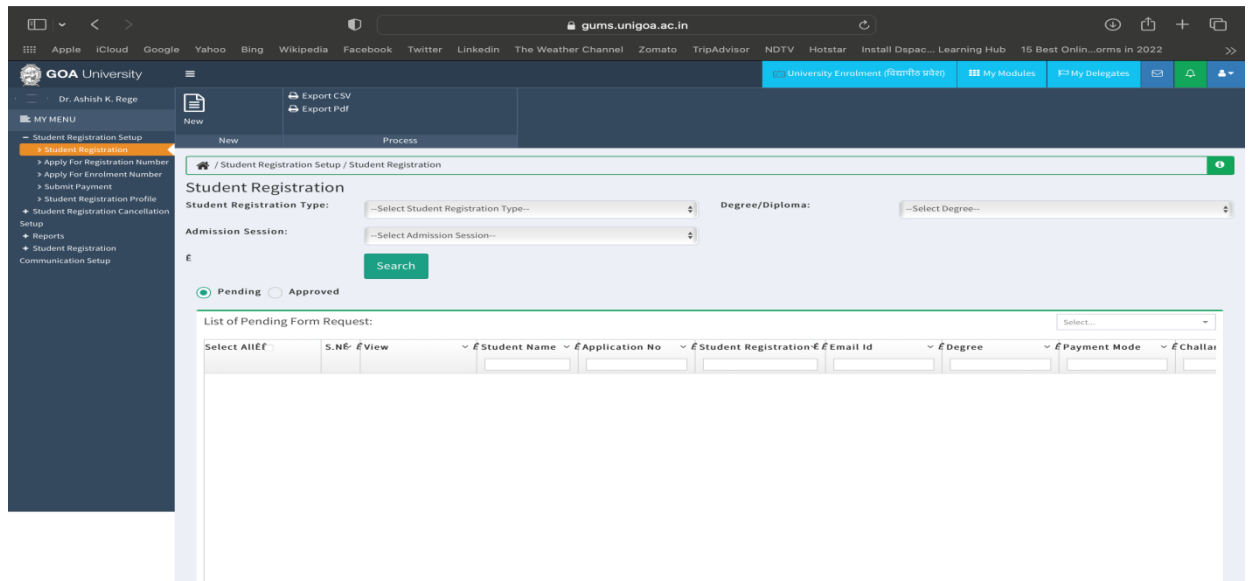 gums.unigoa.ac.in
Apple iCloud Google Yahoo Bing Wikipedia Facebook Twitter Linkedin The Weather Channel Zomato TripAdvisor NDTV Hotstar Install Dspac... Learning Hub 15 Best Onlin...orms in 2022
GOA University
University Enrolment (विद्यापीठ प्रवेश) My Modules My Delegates
Dr. Ashish K. Rege
New
Export CSV
Export Pdf
MY MENU
New Process
Student Registration Setup
Student Registration
Apply For Registration Number
Apply For Enrolment Number
Submit Payment
Student Registration Profile
Student Registration Cancellation
Setup
Reports
Student Registration
Communication Setup
/ Student Registration Setup / Student Registration
Student Registration
Student Registration Type: --Select Student Registration Type-- Degree/Diploma: --Select Degree--
Admission Session: --Select Admission Session--
£ Search
Pending Approved
List of Pending Form Request: Select...
Select All££ S.N£ £View £Student Name £Application No £Student Registration £ £Email Id £Degree £Payment Mode £Challan